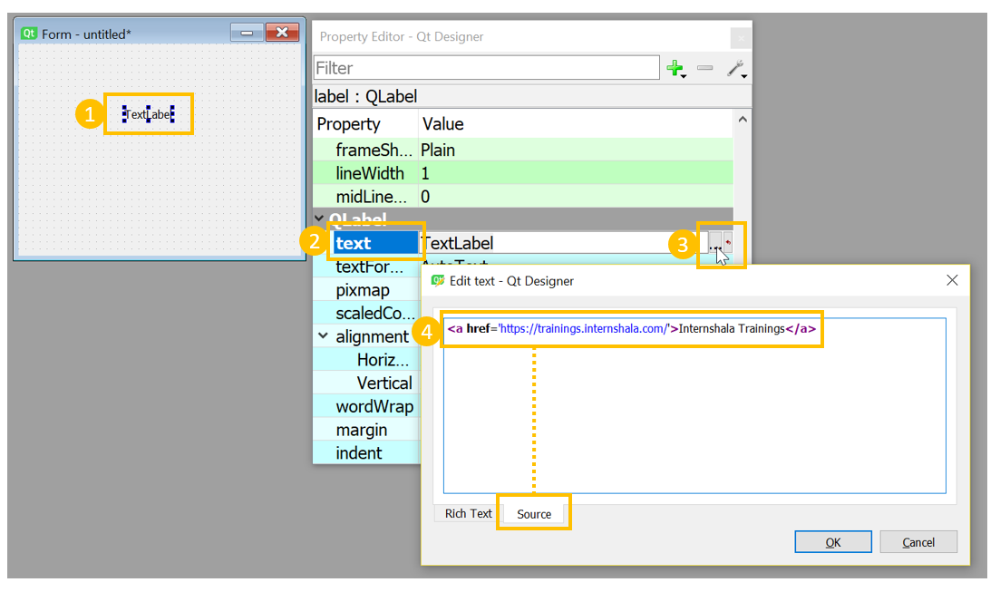 Qt Form - untitled*
1
TextLabe
Property Editor - Qt Designer
Filter
label : QLabel
Property Value
frameSh... Plain
lineWidth 1
midLine... 0
QLabel
2 text TextLabel ... 3
textFor... AutoText
pixmap
scaledCo...
alignment
Horiz...
Vertical
wordWrap
margin
indent
Edit text - Qt Designer
4 <a href='https://trainings.internshala.com/'>Internshala Trainings</a>
Rich Text Source
OK Cancel